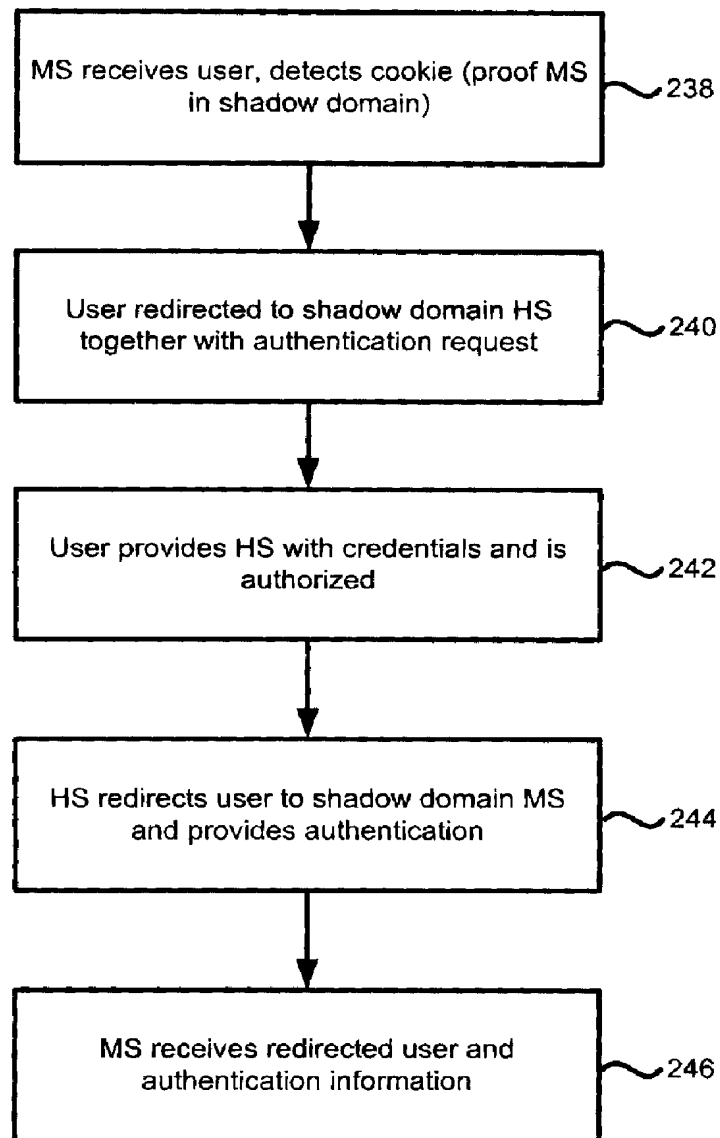 MS receives user, detects cookie (proof MS
in shadow domain)
238
User redirected to shadow domain HS
together with authentication request
240
User provides HS with credentials and is
authorized
242
HS redirects user to shadow domain MS
and provides authentication
244
MS receives redirected user and
authentication information
246